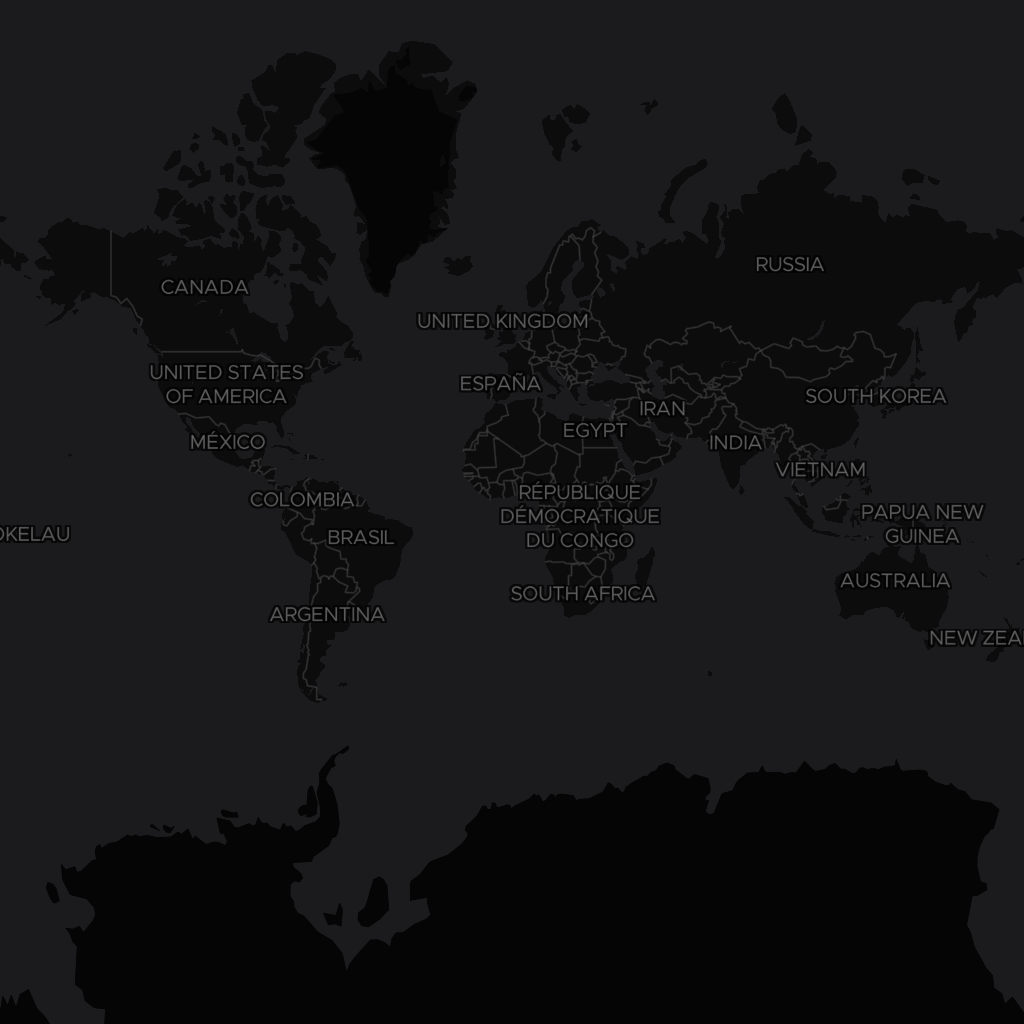 RUSSIA
CANADA
UNITED KINGDOM
UNITED STATES
OF AMERICA
ESPAÑA
SOUTH KOREA
IRAN
EGYPT
MÉXICO
INDIA
VIETNAM
COLOMBIA
RÉPUBLIQUE
DÉMOCRATIQUE
DU CONGO
PAPUA NEW
GUINEA
OKELAU
BRASIL
AUSTRALIA
SOUTH AFRICA
ARGENTINA
NEW ZEA